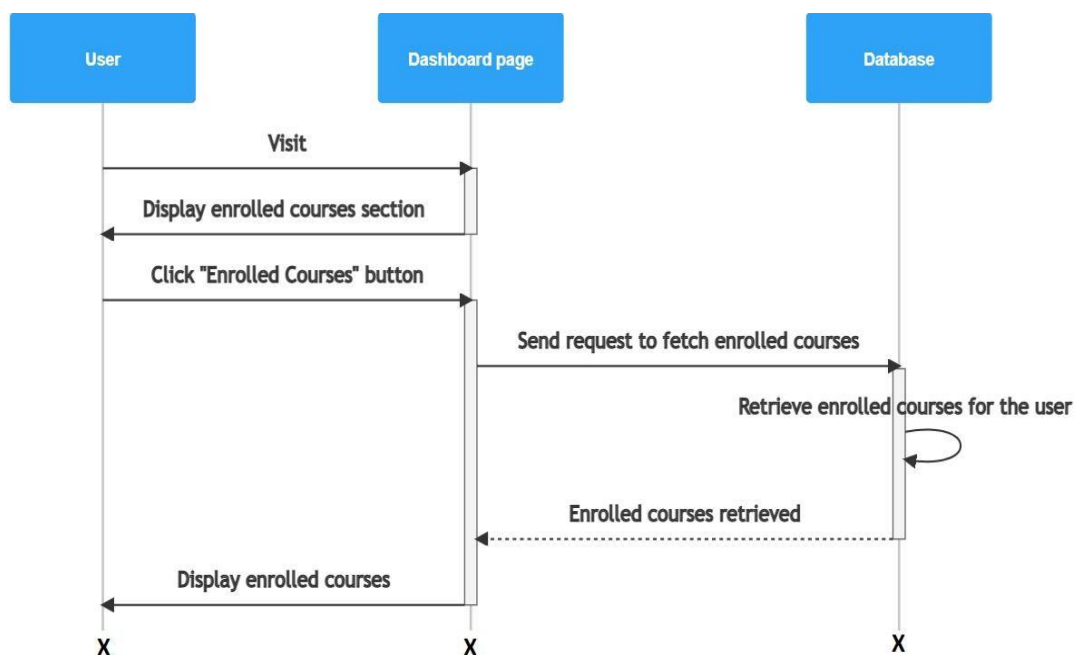 User
Dashboard page
Database
Visit
Display enrolled courses section
Click "Enrolled Courses" button
Send request to fetch enrolled courses
Retrieve enrolled courses for the user
Enrolled courses retrieved
Display enrolled courses
X
X
X